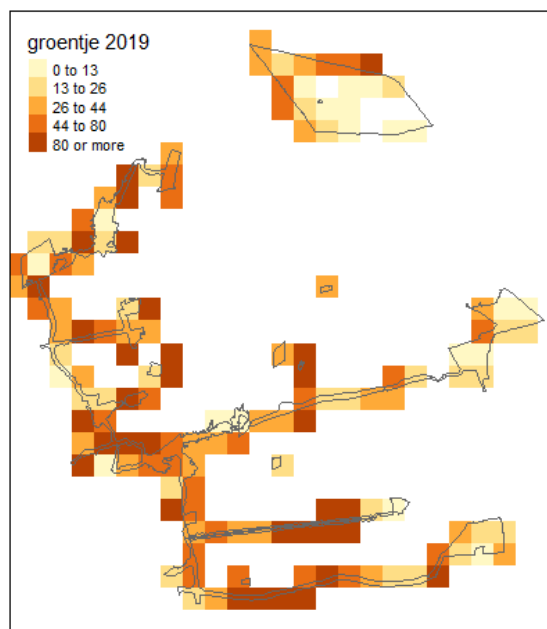 groentje 2019
0 to 13
13 to 26
26 to 44
44 to 80
80 or more